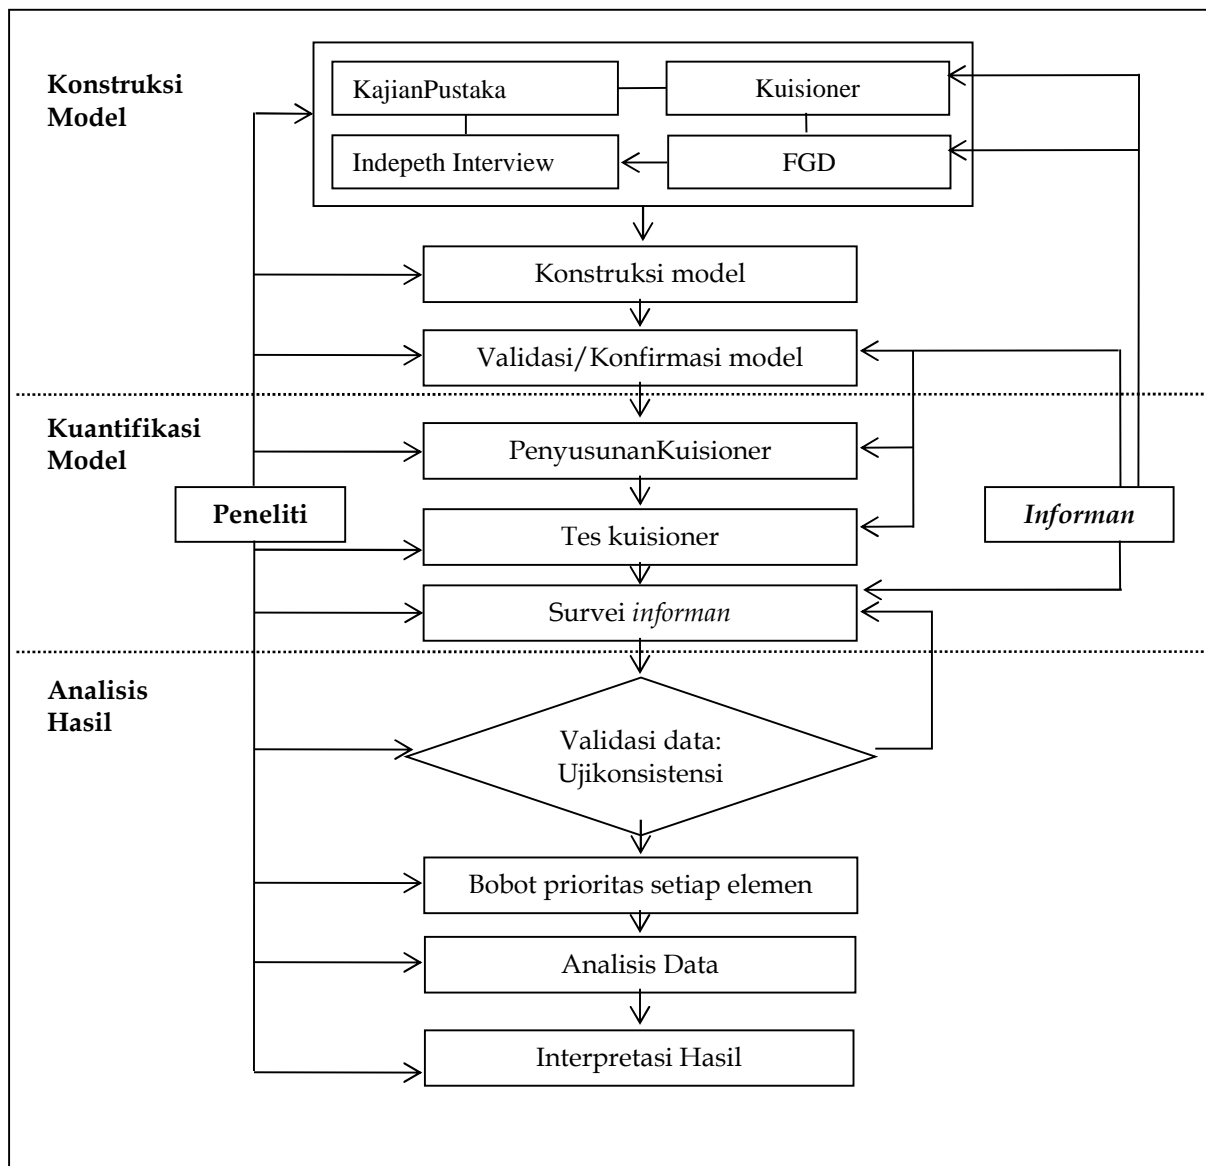 Konstruksi
Model
KajianPustaka
Kuisioner
Indepeth Interview
FGD
Konstruksi model
Validasi/Konfirmasi model
Kuantifikasi
Model
PenyusunanKuisioner
Peneliti
Informan
Tes kuisioner
Survei informan
Analisis
Hasil
Validasi data:
Ujikonsistensi
Bobot prioritas setiap elemen
Analisis Data
Interpretasi Hasil